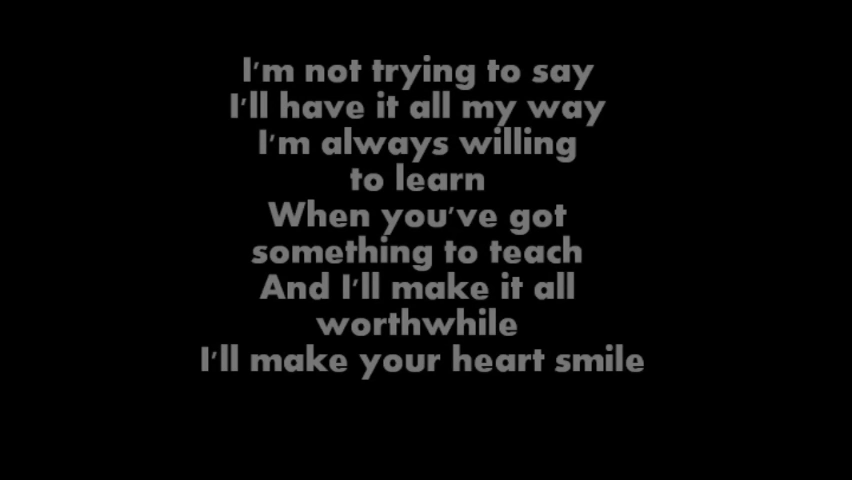 I'm not trying to say
I'll have it all my way
I'm always willing
to learn
When you've got
something to teach
And I'll make it all
worthwhile
I'll make your heart smile